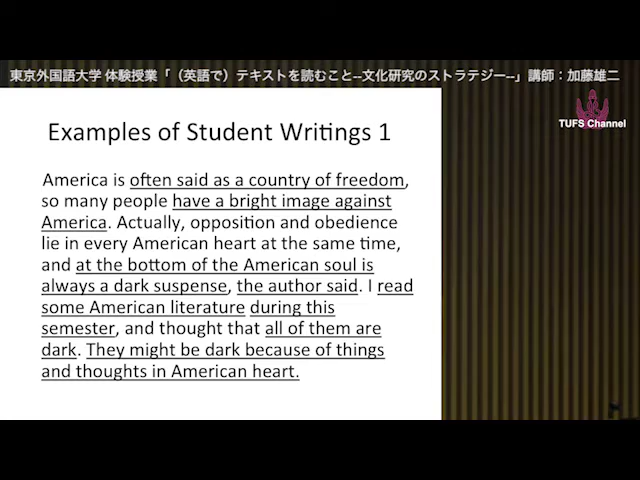 東京外国語大学 体験授業「（英語で）テキストを読むこと--文化研究のストラテジー--」講師：加藤雄二
TUFS Channel
Examples of Student Writings 1
America is often said as a country of freedom,
so many people have a bright image against
America. Actually, opposition and obedience
lie in every American heart at the same time,
and at the bottom of the American soul is
always a dark suspense, the author said. I read
some American literature during this
semester, and thought that all of them are
dark. They might be dark because of things
and thoughts in American heart.